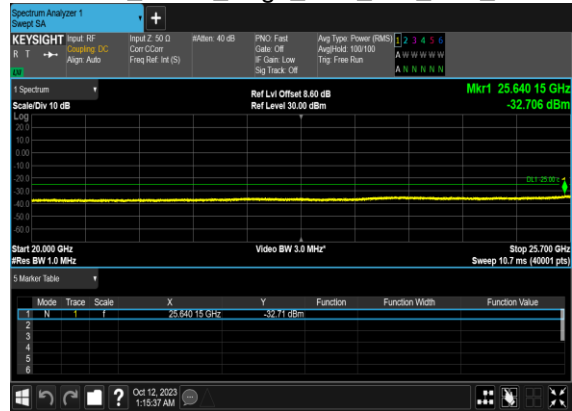 Spectrum Analyzer 1
Swept SA
+
KEYSIGHT Input: RF Input Z: 50 Ω #Atten: 40 dB PNO: Fast Avg Type: Power (RMS) 1 2 3 4 5 6
R T Coupling: DC Corr CCorr Gate: Off Avg|Hold: 100/100 A W W W W W
Align: Auto Freq Ref: Int (S) IF Gain: Low Trig: Free Run
Sig Track: Off A N N N N N
1 Spectrum Ref Lvl Offset 8.60 dB Mkr1 25.640 15 GHz
Scale/Div 10 dB Ref Level 30.00 dBm -32.706 dBm
Log
20.0
10.0
0.00
-10.0
-20.0 1
-30.0
-40.0
-50.0
-60.0
Start 20.000 GHz Video BW 3.0 MHz* Stop 25.700 GHz
#Res BW 1.0 MHz Sweep 10.7 ms (40001 pts)
5 Marker Table
Mode Trace Scale X Y Function Function Width Function Value
1 N 1 f 25.640 15 GHz -32.71 dBm
2
3
4
5
6
? Oct 12, 2023
1:15:37 AM